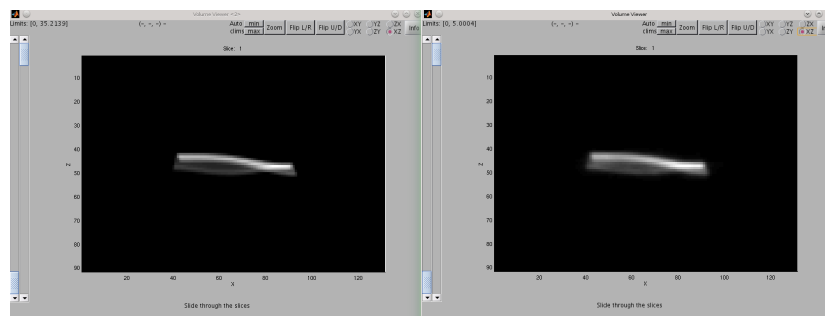 Volume Viewer <2>
Limits: [0, 35.2139]
(-, -, -) =
Auto min
clims max
Zoom
Flip L/R
Flip U/D
XY YZ ZX
YX ZY XZ
Info
Slice: 1
10
20
30
40
50
60
70
80
90
Z
20 40 60 80 100 120
X
Slide through the slices
Volume Viewer
Limits: [0, 5.0004]
(-, -, -) =
Auto min
clims max
Zoom
Flip L/R
Flip U/D
XY YZ ZX
YX ZY XZ
Info
Slice: 1
10
20
30
40
50
60
70
80
90
Z
20 40 60 80 100 120
X
Slide through the slices